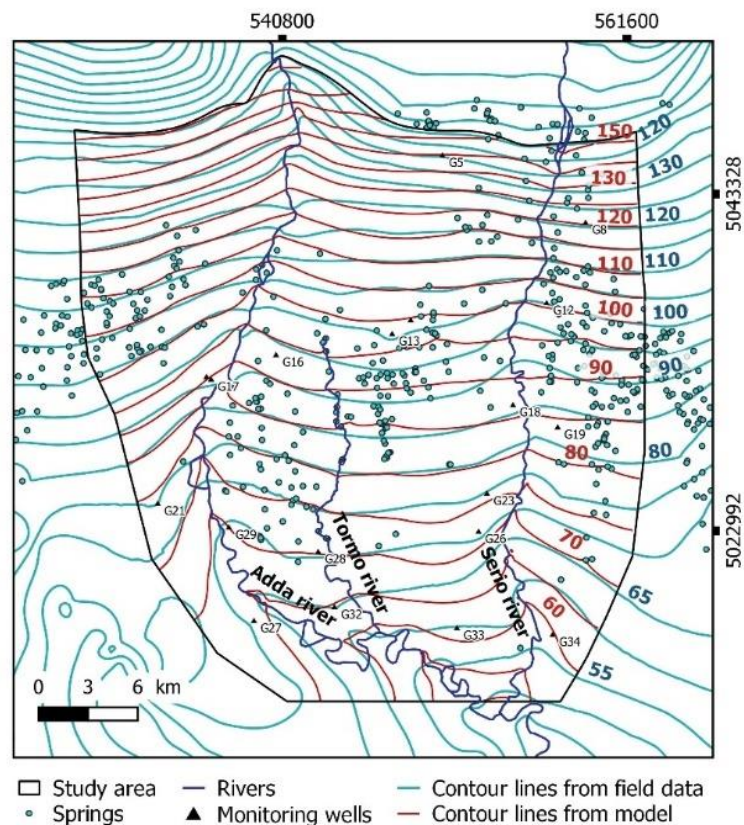 540800 561600
150 120
G5
130 130
5043328
120 120
G8
110 110
100 100
G12
G13
90 90
G16
G17
G18
G19
80 80
G23
G21
5022992
G26
G29
70
G28
Tormo river
Adda river
Serio river
65
60
G32
G27
G33
G34
55
0 3 6 km
Study area Rivers Contour lines from field data
Springs Monitoring wells Contour lines from model